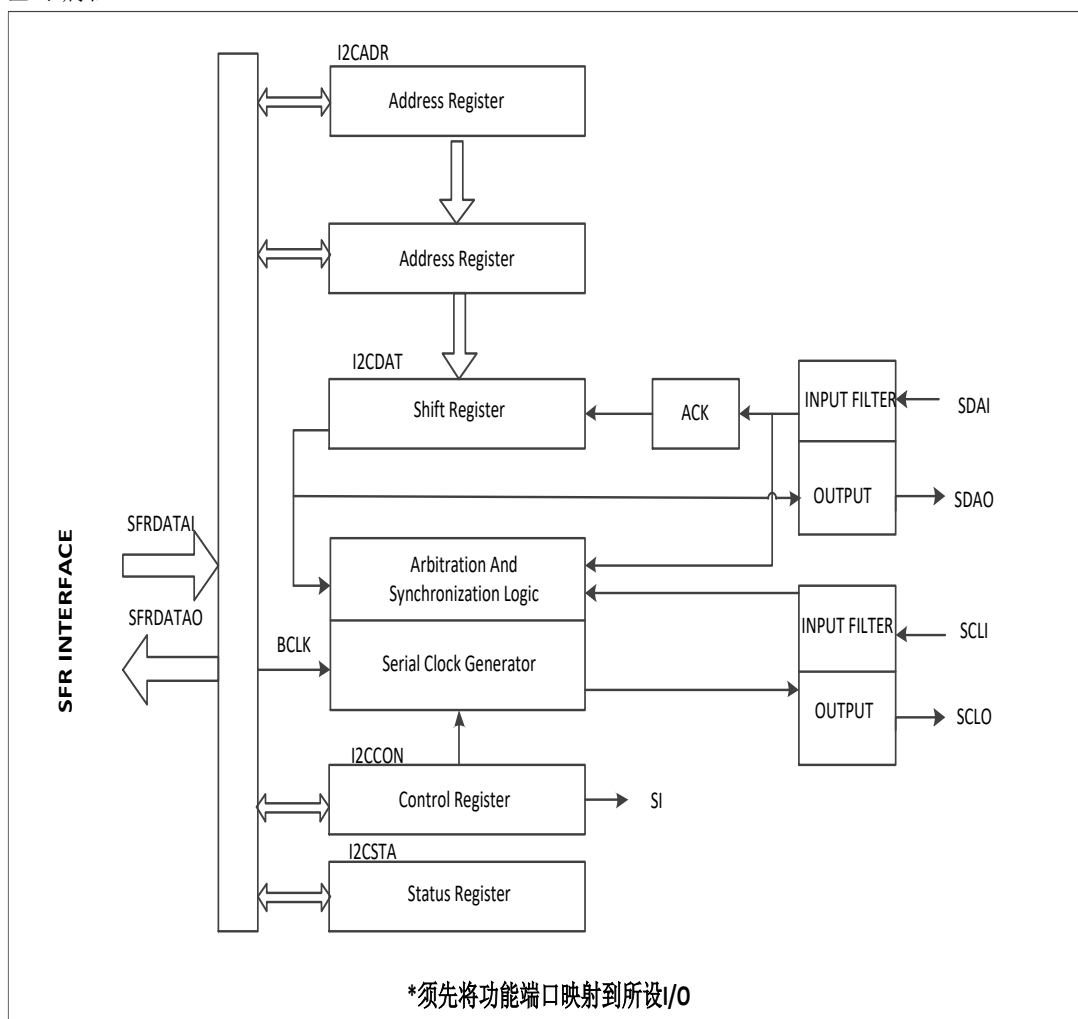 I2CADR
Address Register
Address Register
I2CDAT
Shift Register
ACK
INPUT FILTER
SDAI
OUTPUT
SDAO
SFR INTERFACE
SFRDATAI
SFRDATAO
Arbitration And
Synchronization Logic
BCLK
Serial Clock Generator
INPUT FILTER
SCLI
OUTPUT
SCLO
I2CCON
Control Register
SI
I2CSTA
Status Register
*须先将功能端口映射到所设I/O